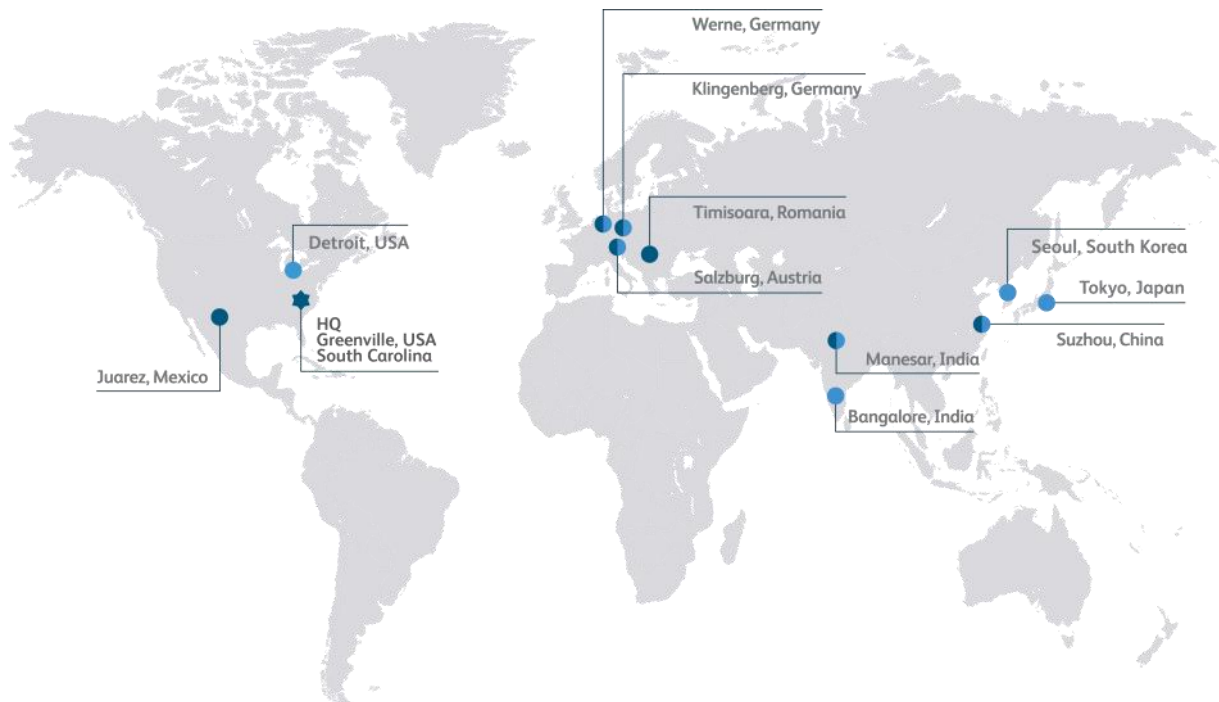 Werne, Germany
Klingenberg, Germany
Timisoara, Romania
Detroit, USA
Seoul, South Korea
Salzburg, Austria
Tokyo, Japan
HQ
Greenville, USA
South Carolina
Suzhou, China
Manesar, India
Juarez, Mexico
Bangalore, India